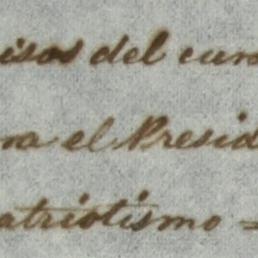 isos del cum
ra el Presid
atriotismo =